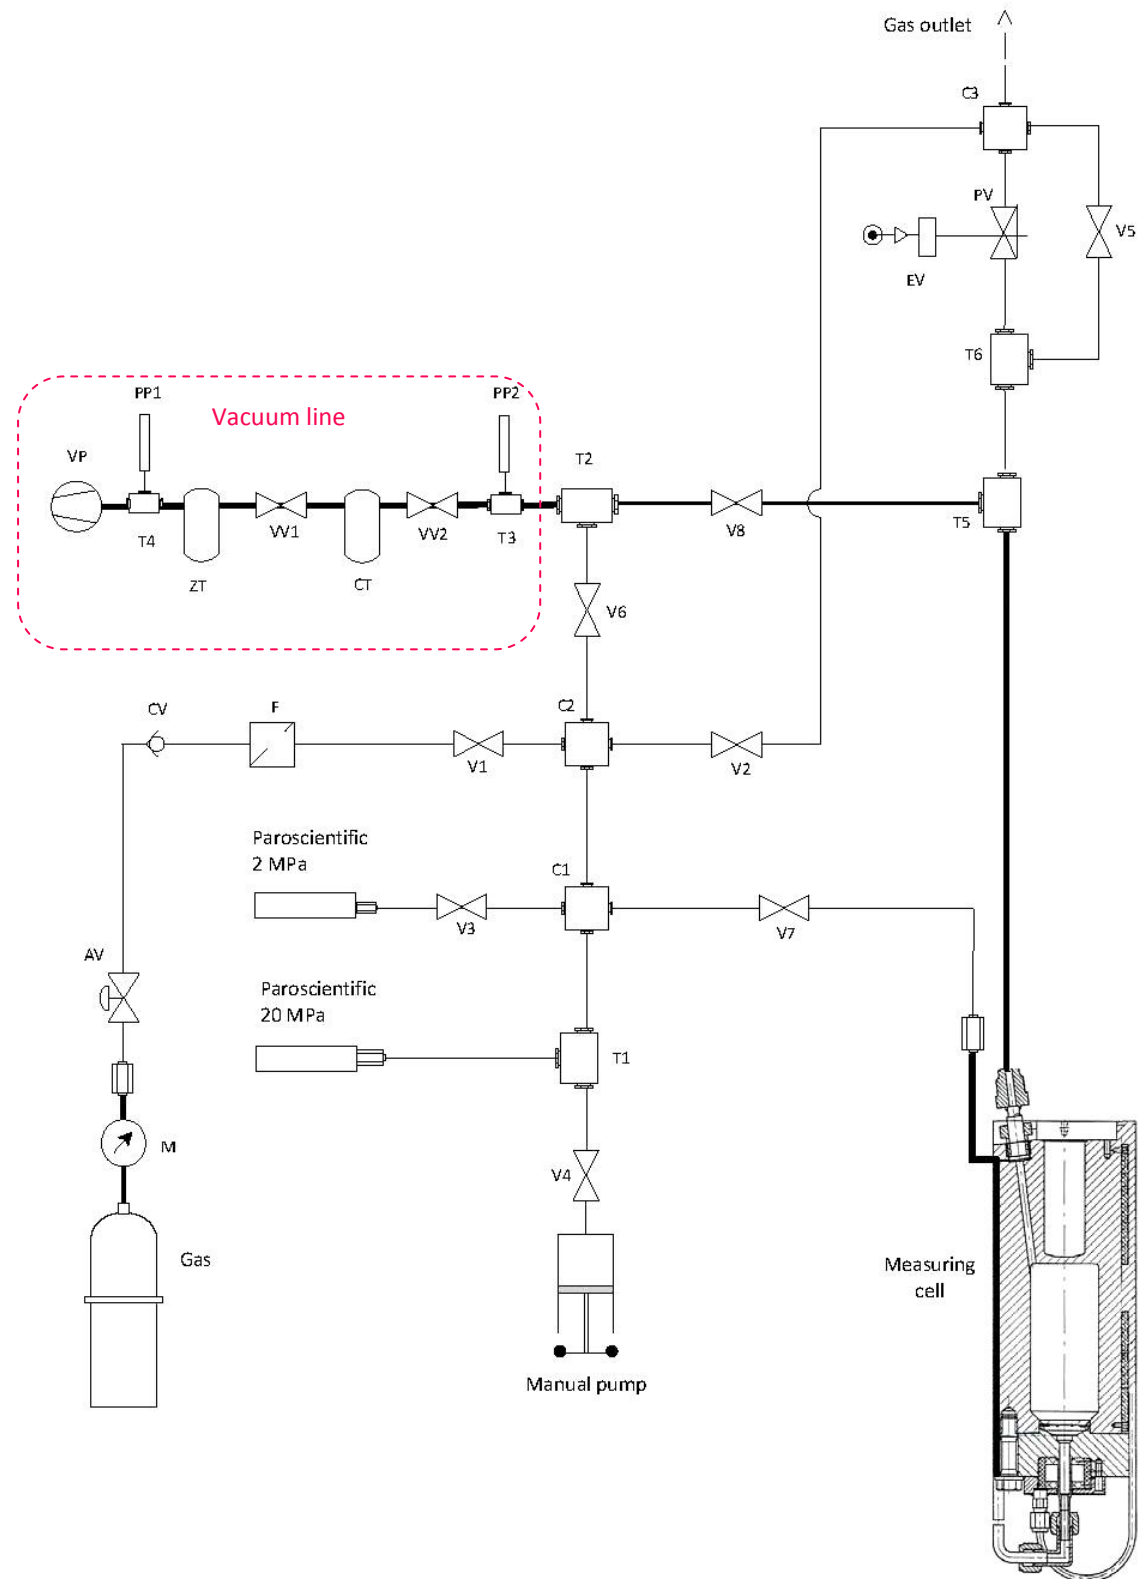 Gas outlet
C3
PV
V5
EV
T6
PP1
PP2
Vacuum line
VP
T2
T4
VV1
VV2
T3
V8
T5
ZT
CT
V6
CV
F
C2
V1
V2
Paroscientific
2 MPa
C1
V3
V7
AV
Paroscientific
20 MPa
T1
M
V4
Gas
Measuring
cell
Manual pump